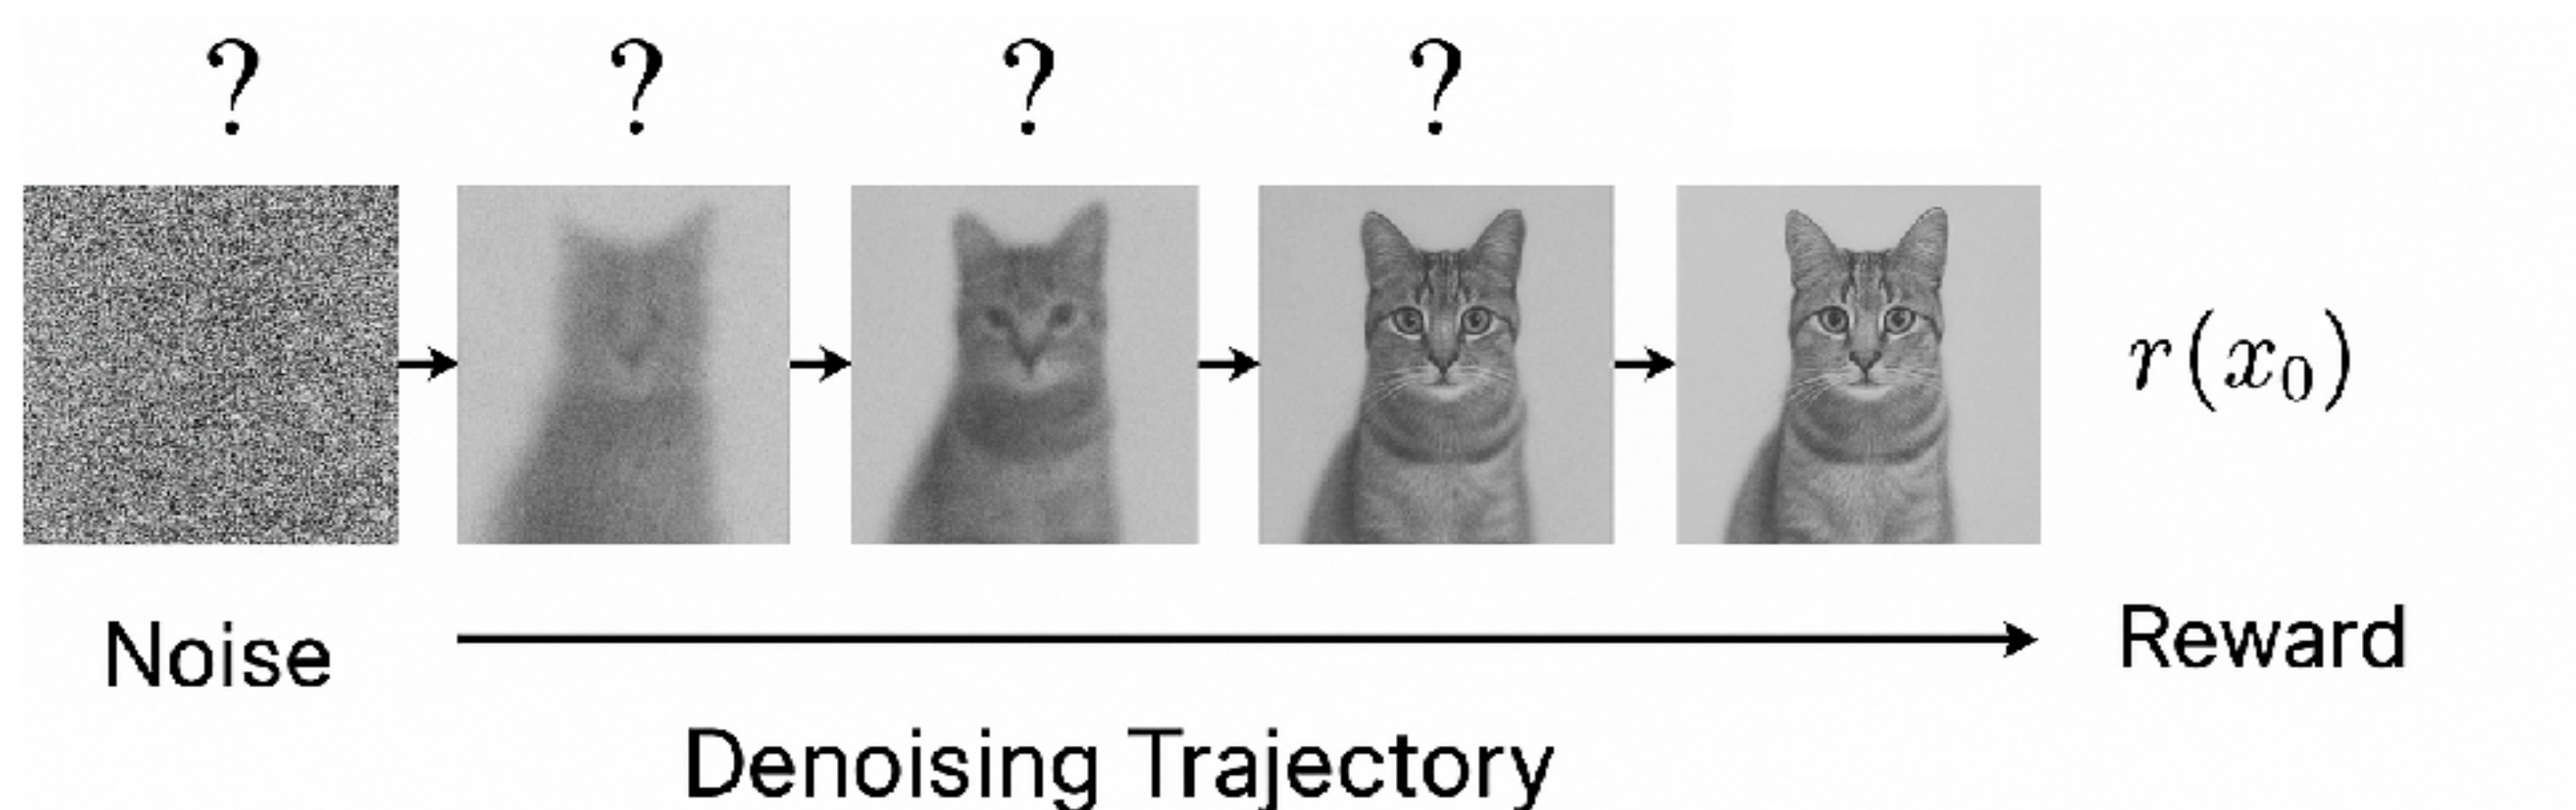 ? ? ? ?
r(x₀)
Noise
Reward
Denoising Trajectory